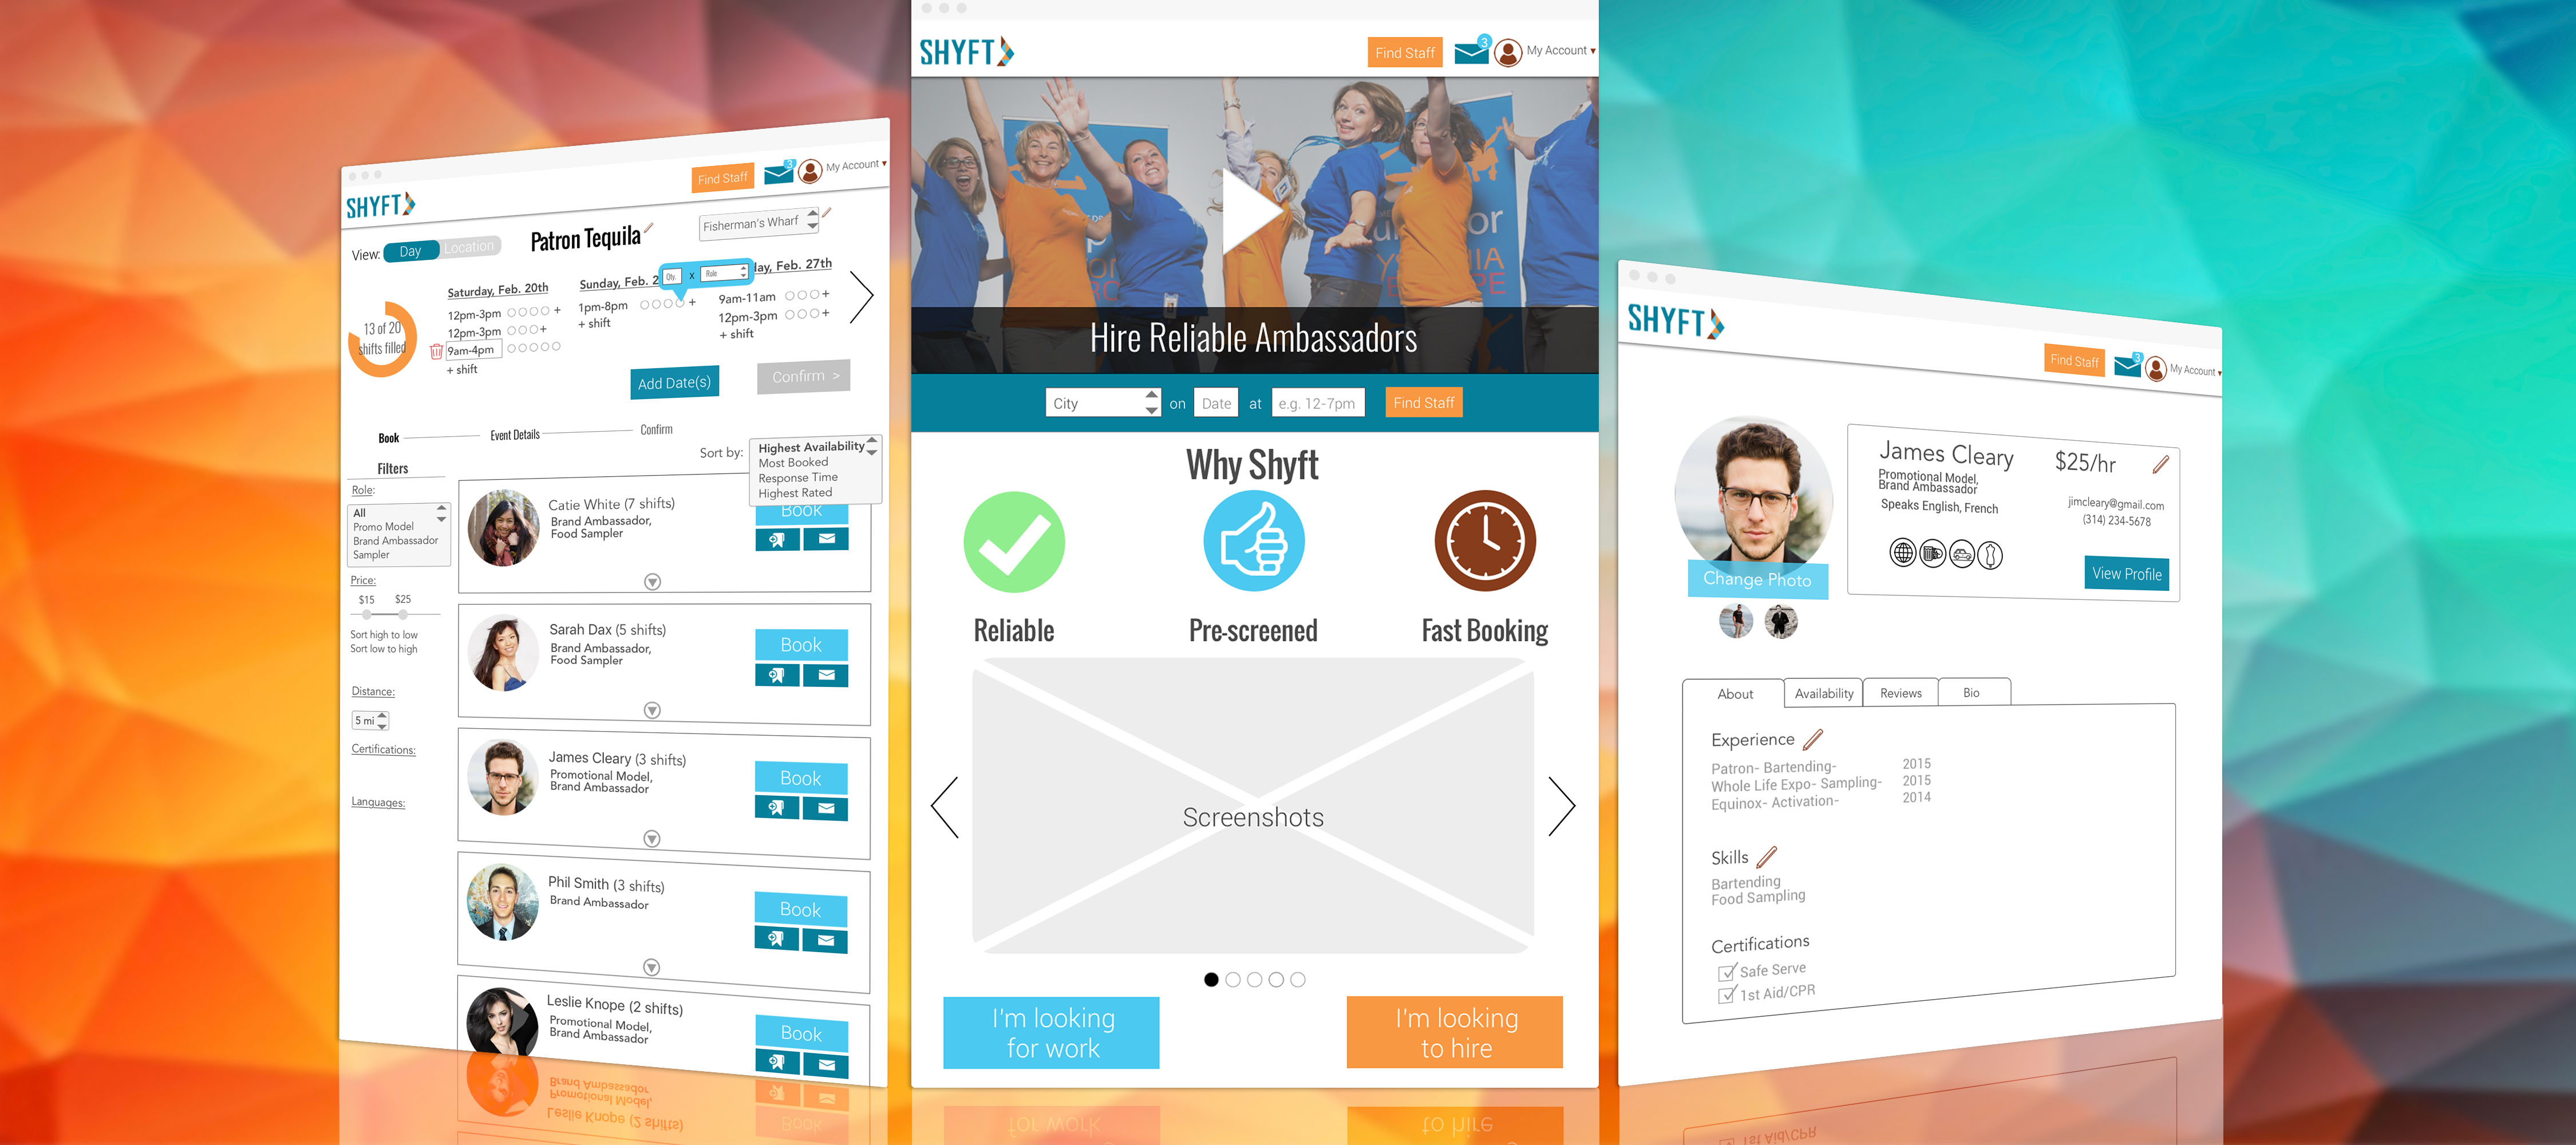 SHYFT
Find Staff
3
My Account
View:
Day
Location
Patron Tequila
Fisherman's Wharf
13 of 20
shifts filled
Saturday, Feb. 20th
12pm-3pm
+
12pm-3pm
+
9am-4pm
+ shift
Sunday, Feb. 2
1pm-8pm
+
+ shift
Qty.
x
Role
lay, Feb. 27th
9am-11am
+
12pm-3pm
+
+ shift
Add Date(s)
Confirm >
Book
Event Details
Confirm
Sort by:
Highest Availability
Most Booked
Response Time
Highest Rated
Filters
Role:
All
Promo Model
Brand Ambassador
Sampler
Price:
$15
$25
Sort high to low
Sort low to high
Distance:
5 mi
Certifications:
Languages:
Catie White (7 shifts)
Brand Ambassador,
Food Sampler
Book
Sarah Dax (5 shifts)
Brand Ambassador,
Food Sampler
Book
James Cleary (3 shifts)
Promotional Model,
Brand Ambassador
Book
Phil Smith (3 shifts)
Brand Ambassador
Book
Leslie Knope (2 shifts)
Promotional Model,
Brand Ambassador
Book
SHYFT
Find Staff
3
My Account
Hire Reliable Ambassadors
City
on
Date
at
e.g. 12-7pm
Find Staff
Why Shyft
Reliable
Pre-screened
Fast Booking
Screenshots
I'm looking
for work
I'm looking
to hire
SHYFT
Find Staff
3
My Account
Change Photo
James Cleary
$25/hr
Promotional Model,
Brand Ambassador
Speaks English, French
jimcleary@gmail.com
(314) 234-5678
View Profile
About
Availability
Reviews
Bio
Experience
Patron- Bartending- 2015
Whole Life Expo- Sampling- 2015
Equinox- Activation- 2014
Skills
Bartending
Food Sampling
Certifications
Safe Serve
1st Aid/CPR